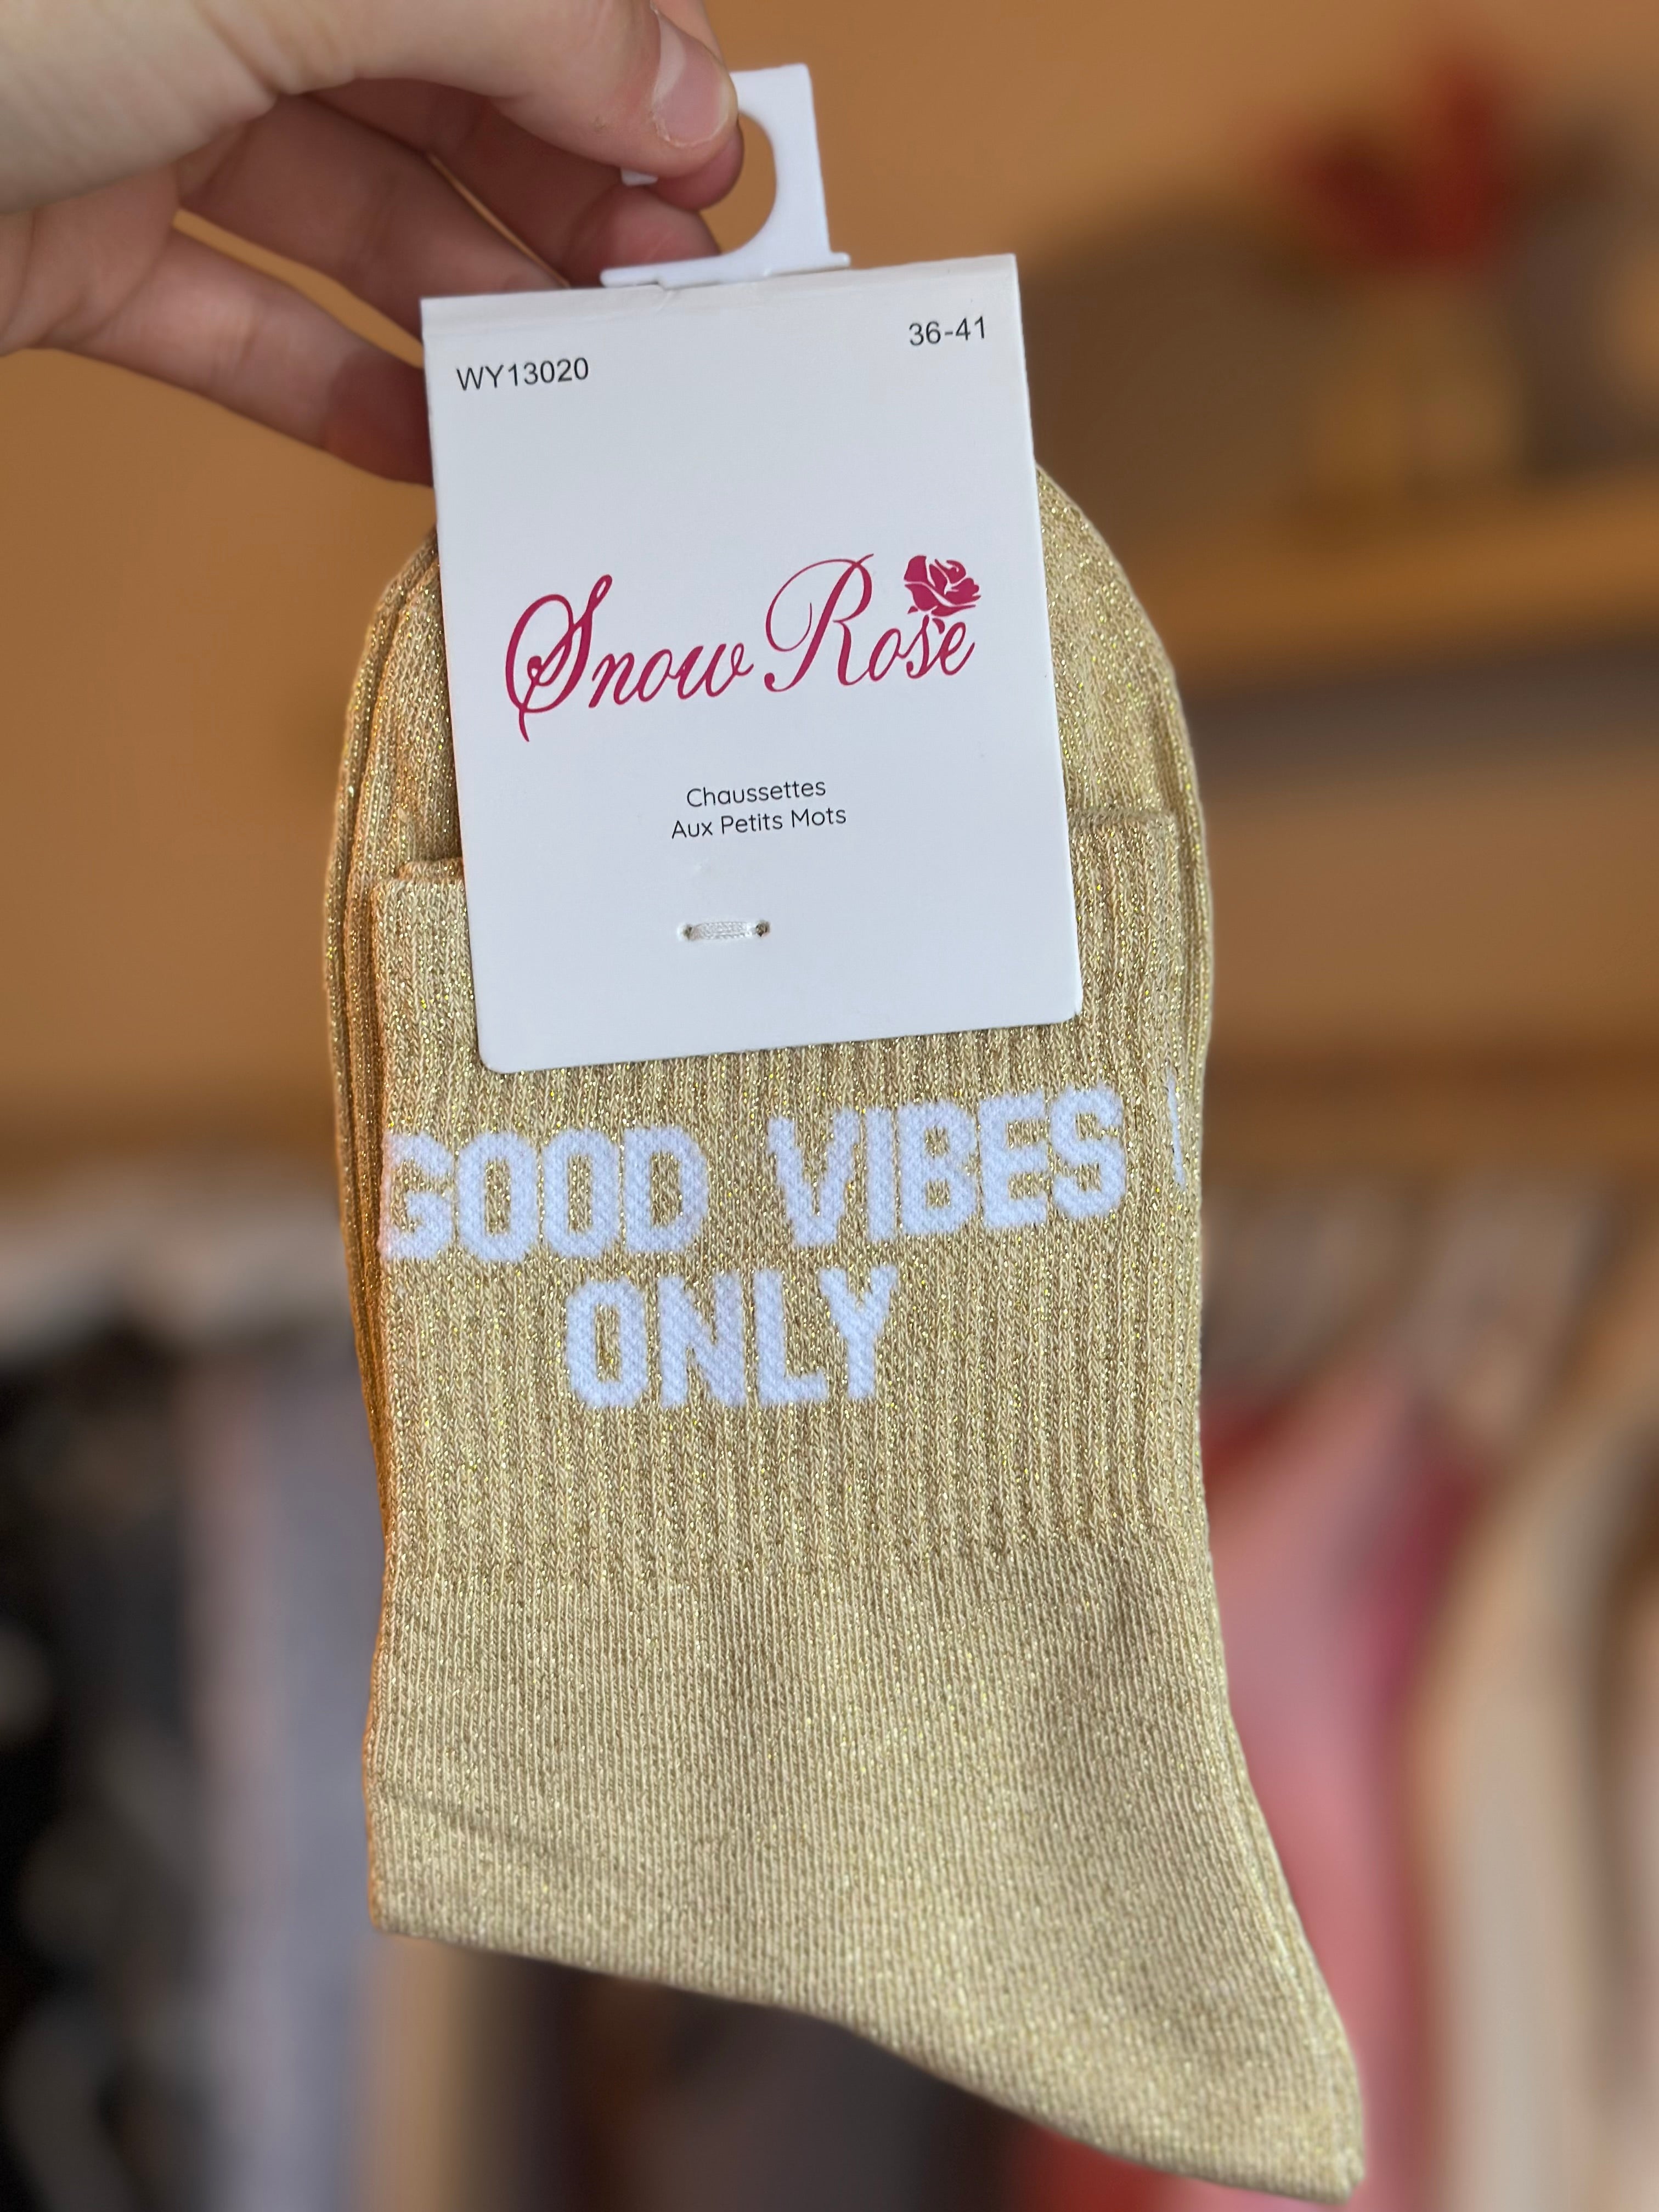 36-41
WY13020
Snow Rose
Chaussettes
Aux Petits Mots
GOOD VIBES
ONLY